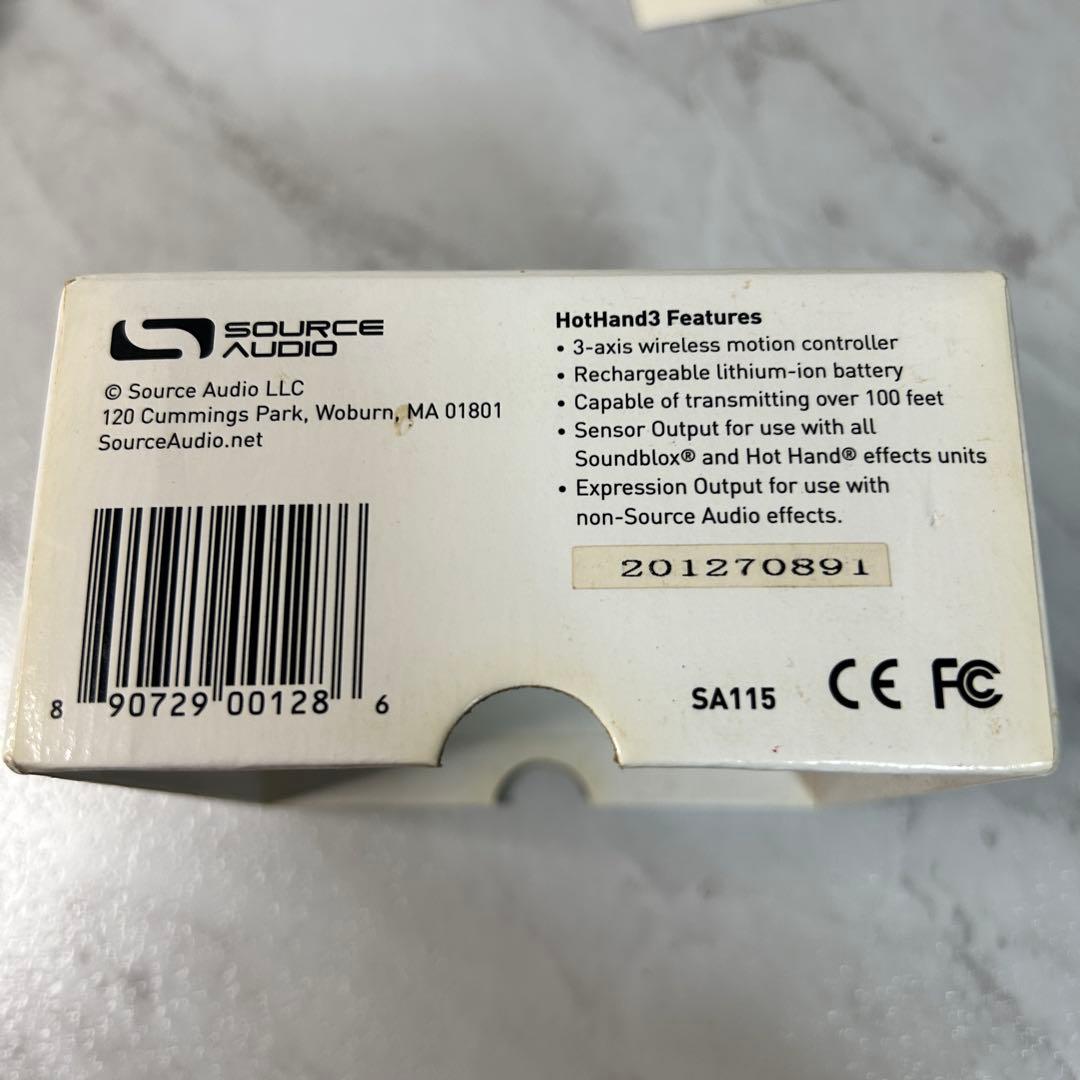 SOURCE
AUDIO
© Source Audio LLC
120 Cummings Park, Woburn, MA 01801
SourceAudio.net
8 90729 00128 6
HotHand3 Features
• 3-axis wireless motion controller
• Rechargeable lithium-ion battery
• Capable of transmitting over 100 feet
• Sensor Output for use with all
Soundblox® and Hot Hand® effects units
• Expression Output for use with
non-Source Audio effects.
201270891
SA115 CE FC